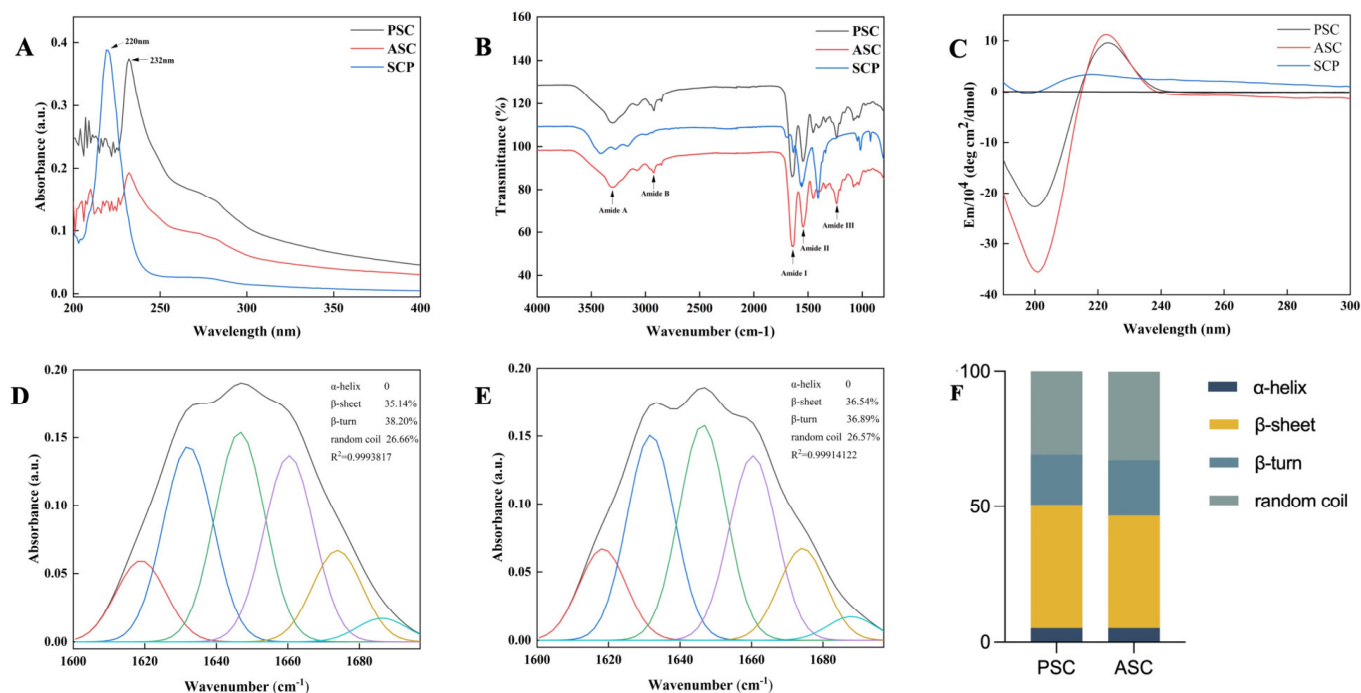 A
0.4
0.3
0.2
0.1
0.0
200
250
300
350
400
Absorbance (a.u.)
Wavelength (nm)
220nm
232nm
PSC
ASC
SCP
B
160
140
120
100
80
60
40
4000
3500
3000
2500
2000
1500
1000
Transmittance (%)
Wavenumber (cm-1)
PSC
ASC
SCP
Amide A
Amide B
Amide I
Amide II
Amide III
C
10
0
-10
-20
-30
-40
200
220
240
260
280
300
Em/10⁴ (deg cm²/dmol)
Wavelength (nm)
PSC
ASC
SCP
D
0.20
0.15
0.10
0.05
0.00
1600
1620
1640
1660
1680
Absorbance (a.u.)
Wavenumber (cm⁻¹)
α-helix 0
β-sheet 35.14%
β-turn 38.20%
random coil 26.66%
R²=0.9993817
E
0.20
0.15
0.10
0.05
0.00
1600
1620
1640
1660
1680
Absorbance (a.u.)
Wavenumber (cm⁻¹)
α-helix 0
β-sheet 36.54%
β-turn 36.89%
random coil 26.57%
R²=0.99914122
F
100
50
0
PSC
ASC
α-helix
β-sheet
β-turn
random coil